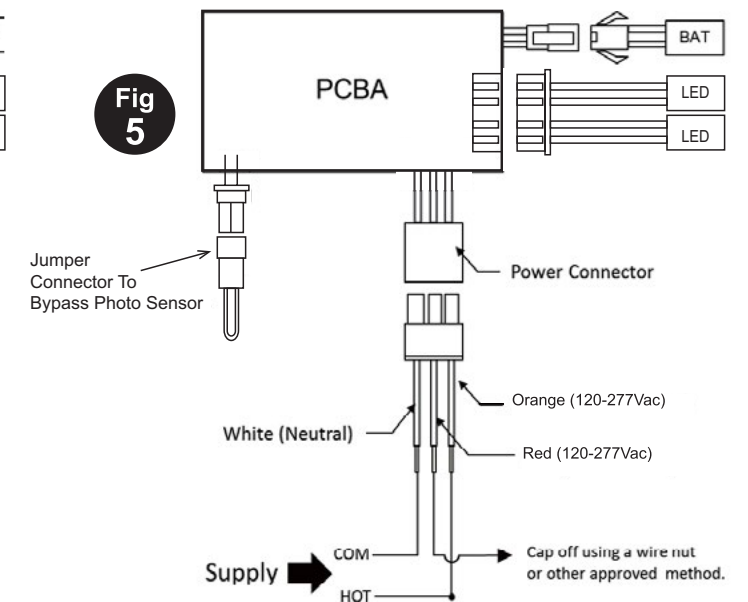 PCBA
BAT
LED
LED
Fig
5
Jumper
Connector To
Bypass Photo Sensor
Power Connector
Orange (120-277Vac)
White (Neutral)
Red (120-277Vac)
Supply
COM
HOT
Cap off using a wire nut
or other approved method.